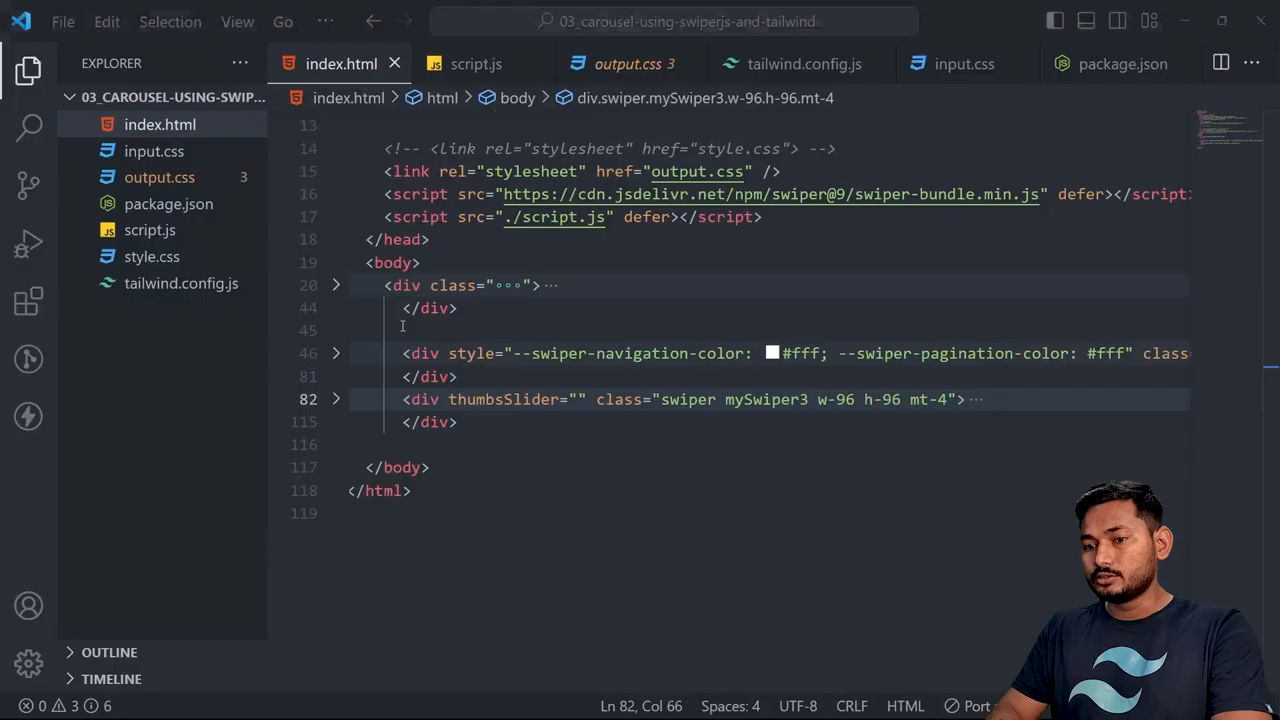 File Edit Selection View Go ··· 03_carousel-using-swiperjs-and-tailwind
EXPLORER ···
index.html script.js output.css 3 tailwind.config.js input.css package.json ···
03_CAROUSEL-USING-SWIP...
index.html
input.css
output.css 3
package.json
script.js
style.css
tailwind.config.js
OUTLINE
TIMELINE
index.html > html > body > div.swiper.mySwiper3.w-96.h-96.mt-4
13
14 <!-- <link rel="stylesheet" href="style.css"> -->
15 <link rel="stylesheet" href="output.css" />
16 <script src="https://cdn.jsdelivr.net/npm/swiper@9/swiper-bundle.min.js" defer></script>
17 <script src="./script.js" defer></script>
18 </head>
19 <body>
20 <div class="∘∘∘"> ···
44 </div>
45
46 <div style="--swiper-navigation-color: #fff; --swiper-pagination-color: #fff" class=
81 </div>
82 <div thumbsSlider="" class="swiper mySwiper3 w-96 h-96 mt-4"> ···
115 </div>
116
117 </body>
118 </html>
119
0 3 6 Ln 82, Col 66 Spaces: 4 UTF-8 CRLF HTML Port